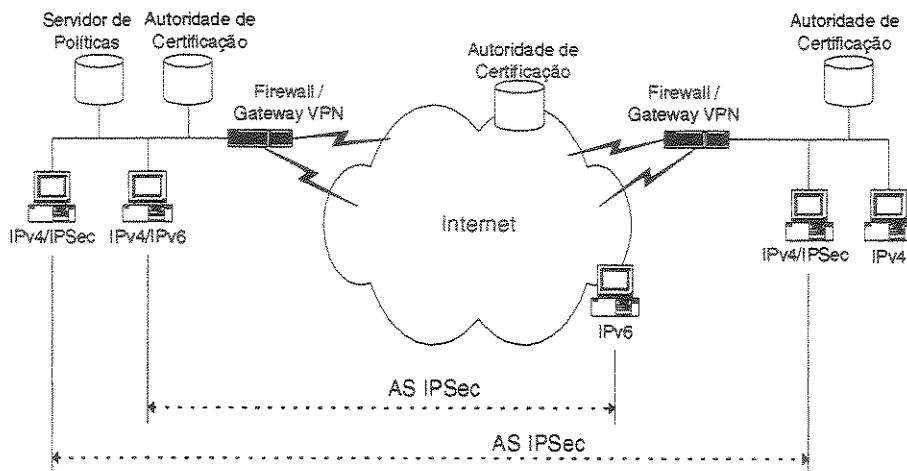 Servidor de
Políticas
Autoridade de
Certificação
Firewall /
Gateway VPN
Autoridade de
Certificação
Firewall /
Gateway VPN
Autoridade de
Certificação
Internet
IPv4/IPSec
IPv4/IPv6
IPv6
IPv4/IPSec
IPv4
AS IPSec
AS IPSec